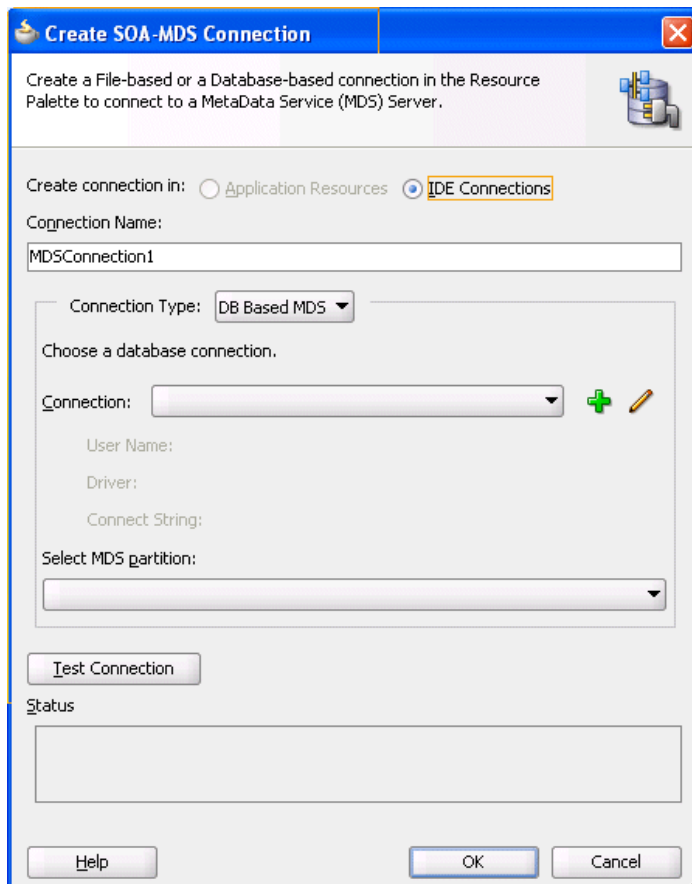 Create SOA-MDS Connection
Create a File-based or a Database-based connection in the Resource
Palette to connect to a MetaData Service (MDS) Server.
Create connection in: Application Resources IDE Connections
Connection Name:
MDSConnection1
Connection Type: DB Based MDS
Choose a database connection.
Connection:
User Name:
Driver:
Connect String:
Select MDS partition:
Test Connection
Status
Help OK Cancel